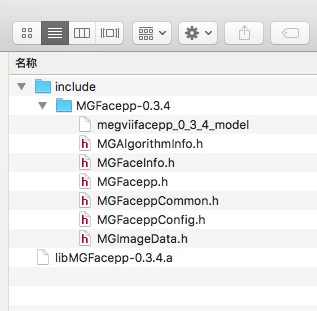 名称
include
MGFacepp-0.3.4
megviifacepp_0_3_4_model
MGAlgorithmInfo.h
MGFaceInfo.h
MGFacepp.h
MGFaceppCommon.h
MGFaceppConfig.h
MGImageData.h
libMGFacepp-0.3.4.a